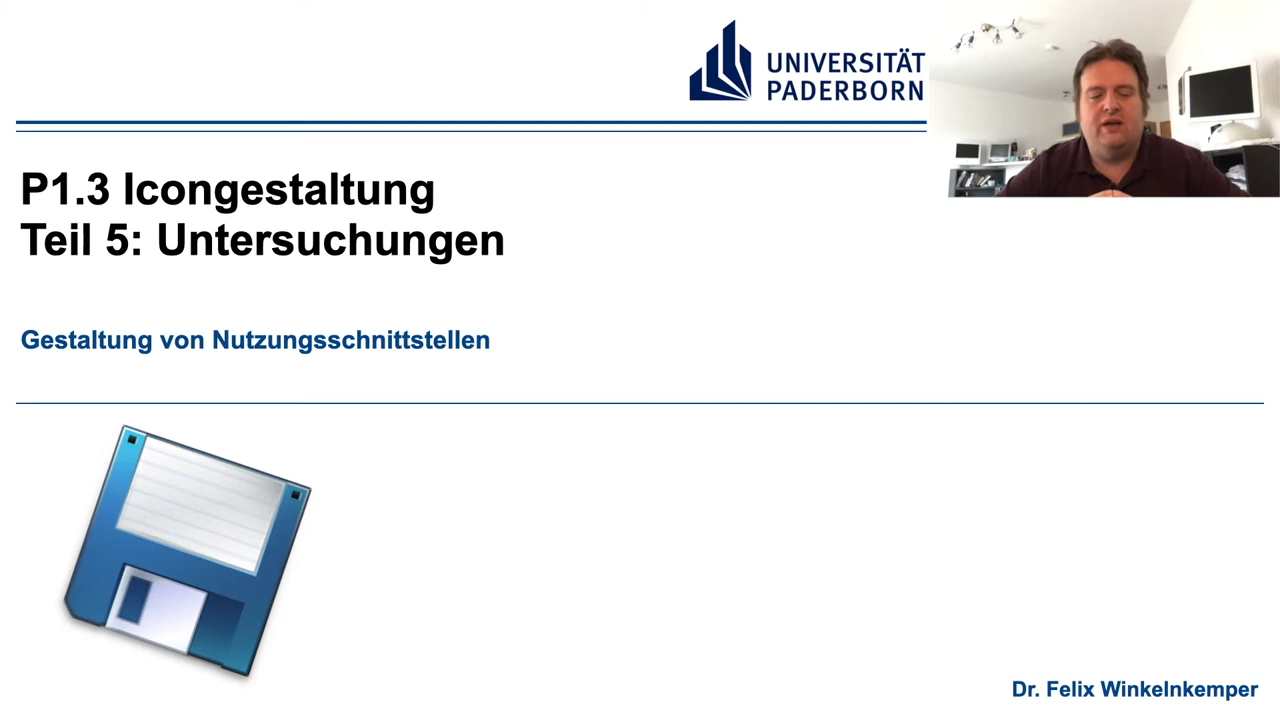 UNIVERSITÄT
PADERBORN
P1.3 Icongestaltung
Teil 5: Untersuchungen
Gestaltung von Nutzungsschnittstellen
Dr. Felix Winkelnkemper